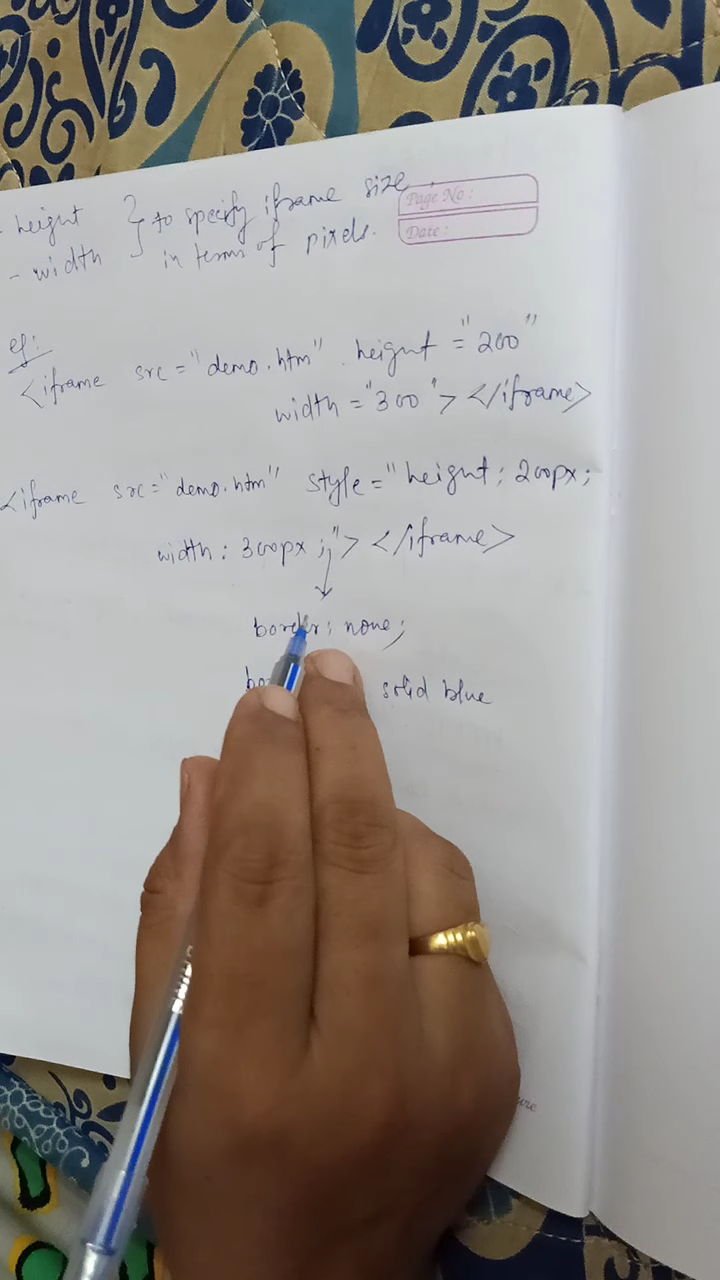 - height } to specify iframe size
- width in terms of pixels.
Page No :
Date :
eg:
<iframe src="demo.htm" height="200"
width="300"></iframe>
<iframe src="demo.htm" style="height: 200px;
width: 300px;"></iframe>
border: none;
solid blue